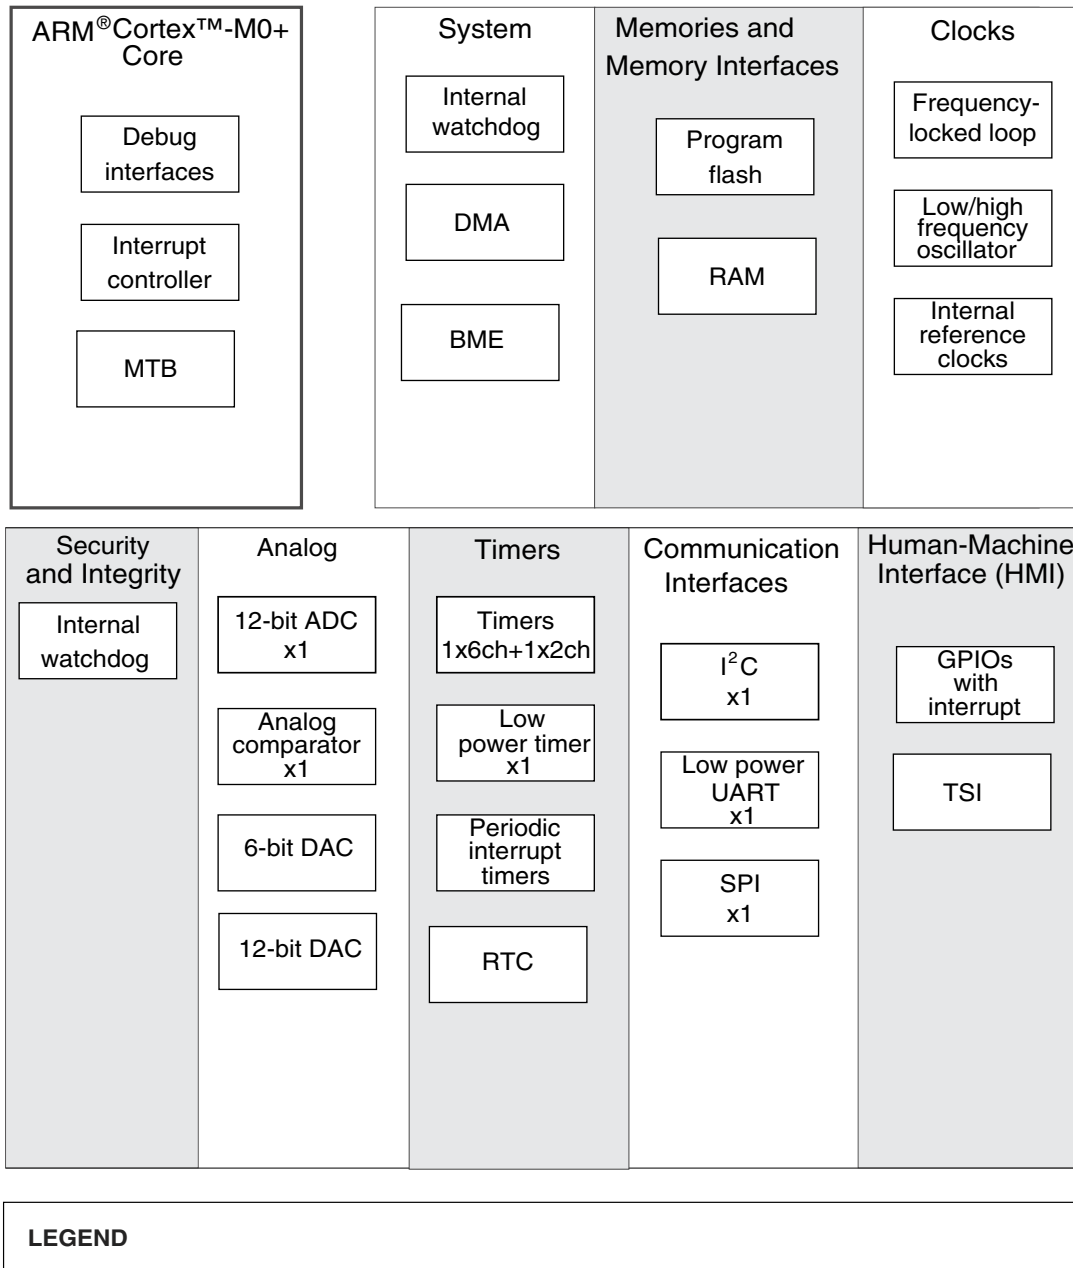 ARM®Cortex™-M0+
Core
Debug
interfaces
Interrupt
controller
MTB
System
Internal
watchdog
DMA
BME
Memories and
Memory Interfaces
Program
flash
RAM
Clocks
Frequency-
locked loop
Low/high
frequency
oscillator
Internal
reference
clocks
Security
and Integrity
Internal
watchdog
Analog
12-bit ADC
x1
Analog
comparator
x1
6-bit DAC
12-bit DAC
Timers
Timers
1x6ch+1x2ch
Low
power timer
x1
Periodic
interrupt
timers
RTC
Communication
Interfaces
I²C
x1
Low power
UART
x1
SPI
x1
Human-Machine
Interface (HMI)
GPIOs
with
interrupt
TSI
LEGEND